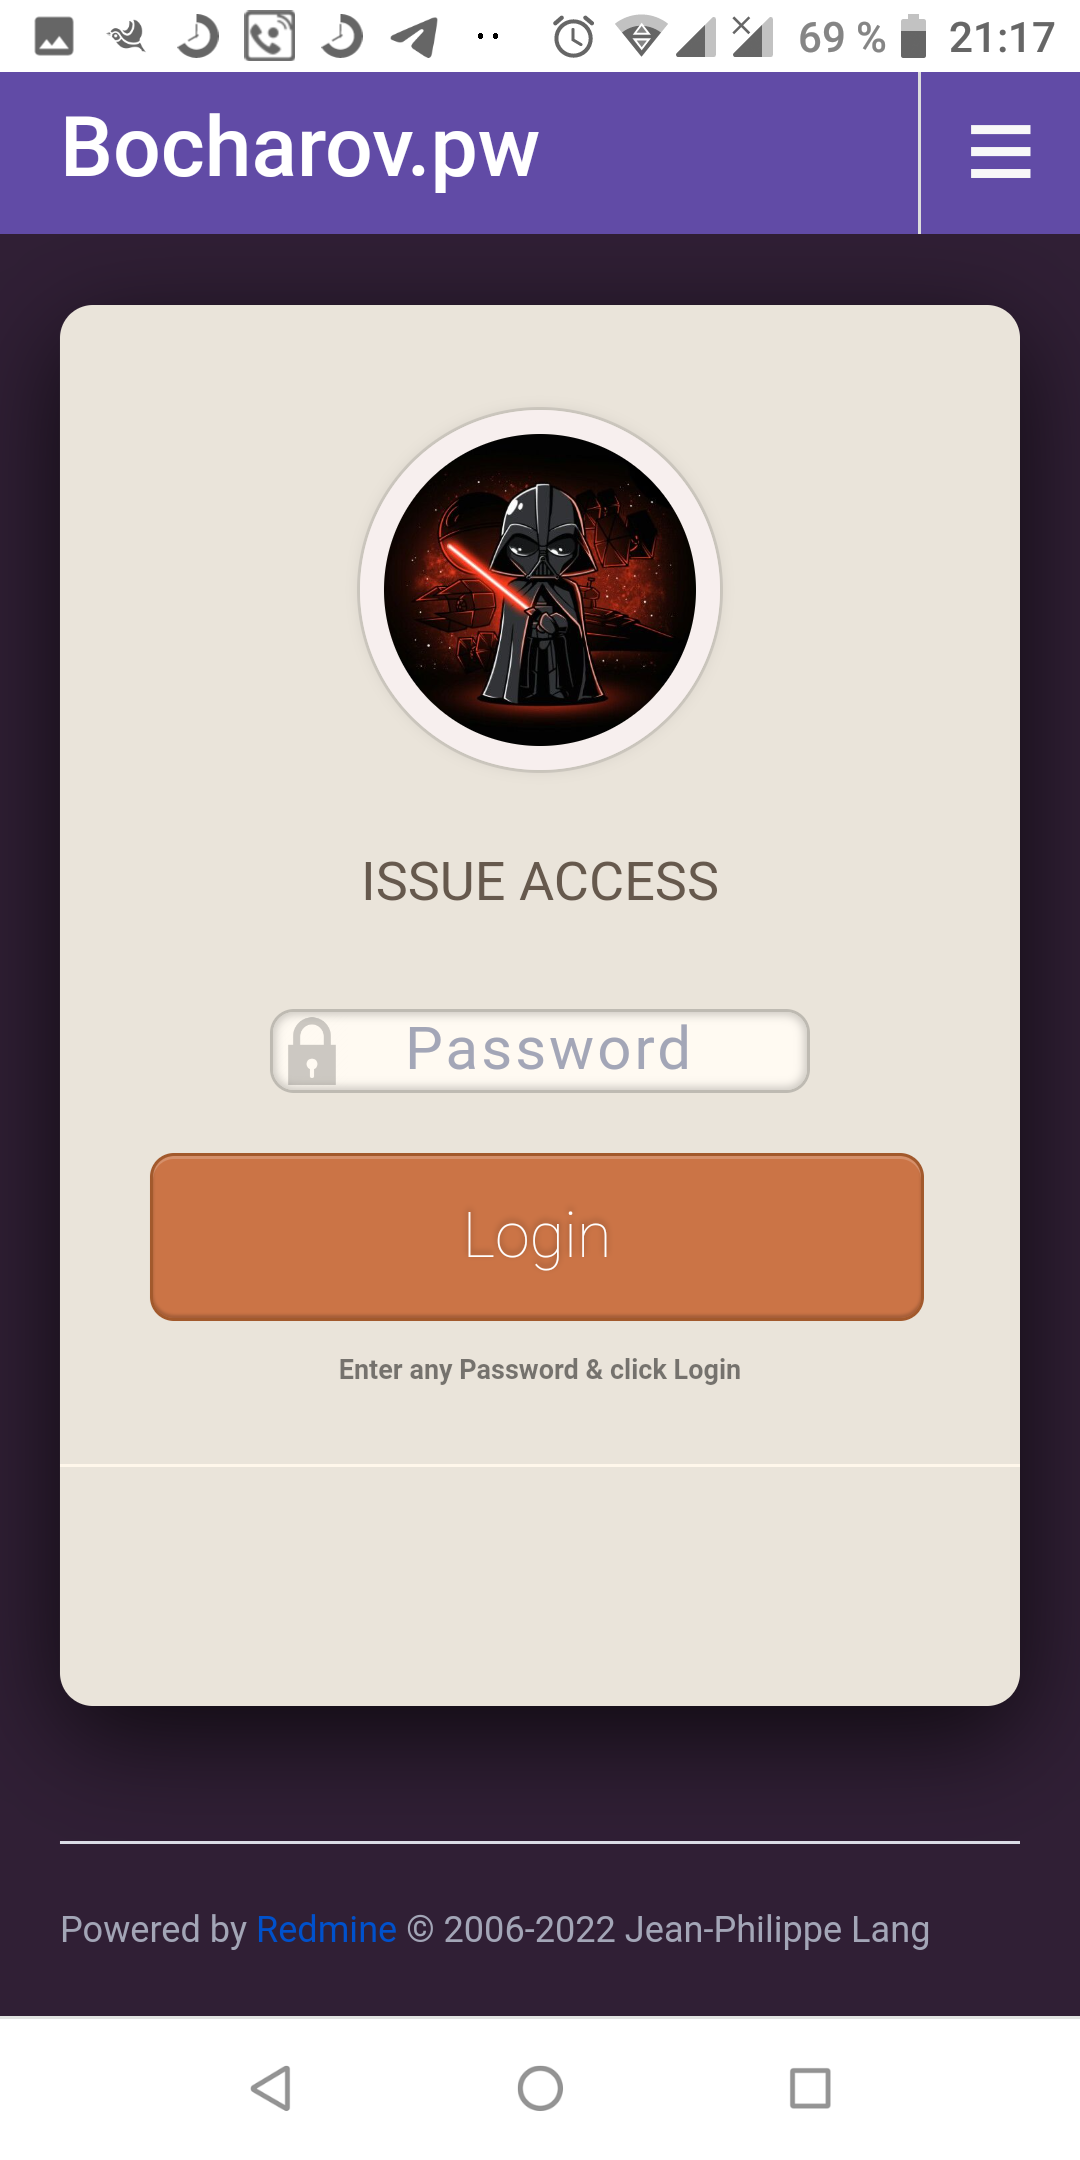 69 % 21:17
Bocharov.pw
ISSUE ACCESS
Password
Login
Enter any Password & click Login
Powered by Redmine © 2006-2022 Jean-Philippe Lang